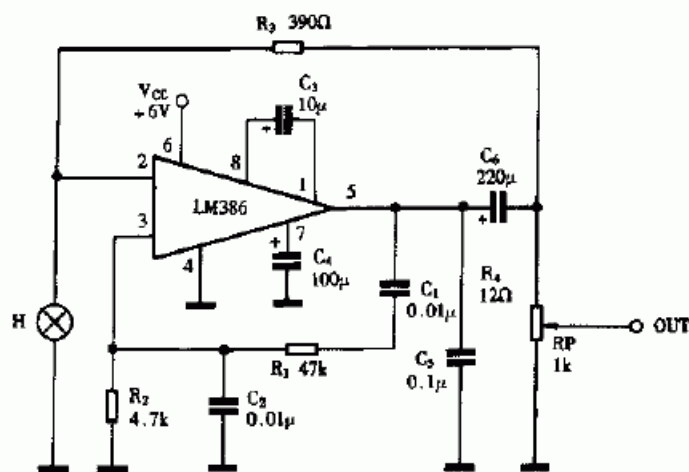 R₃ 390Ω
V_CC
+6V
C₃
10μ
+
6
8
2
1
5
C₆
220μ
+
LM386
3
7
+
4
C₄
100μ
C₁
0.01μ
R₄
12Ω
H
OUT
RP
1k
R₁ 47k
C₅
0.1μ
R₂
4.7k
C₂
0.01μ